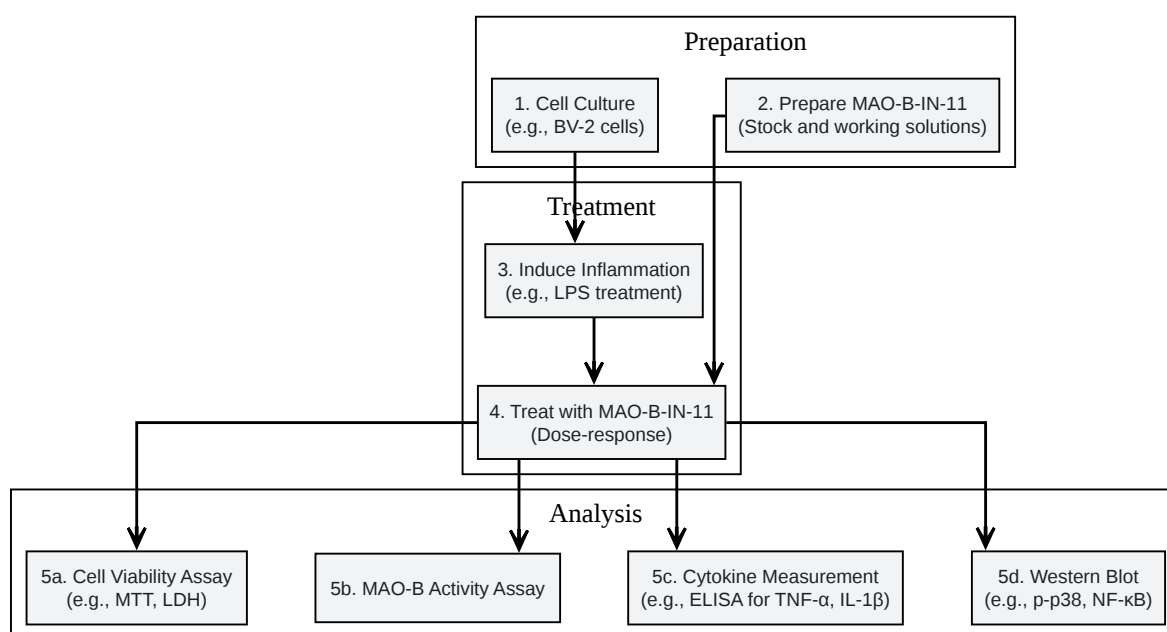 Preparation
1. Cell Culture
(e.g., BV-2 cells)
2. Prepare MAO-B-IN-11
(Stock and working solutions)
Treatment
3. Induce Inflammation
(e.g., LPS treatment)
4. Treat with MAO-B-IN-11
(Dose-response)
Analysis
5a. Cell Viability Assay
(e.g., MTT, LDH)
5b. MAO-B Activity Assay
5c. Cytokine Measurement
(e.g., ELISA for TNF-α, IL-1β)
5d. Western Blot
(e.g., p-p38, NF-κB)